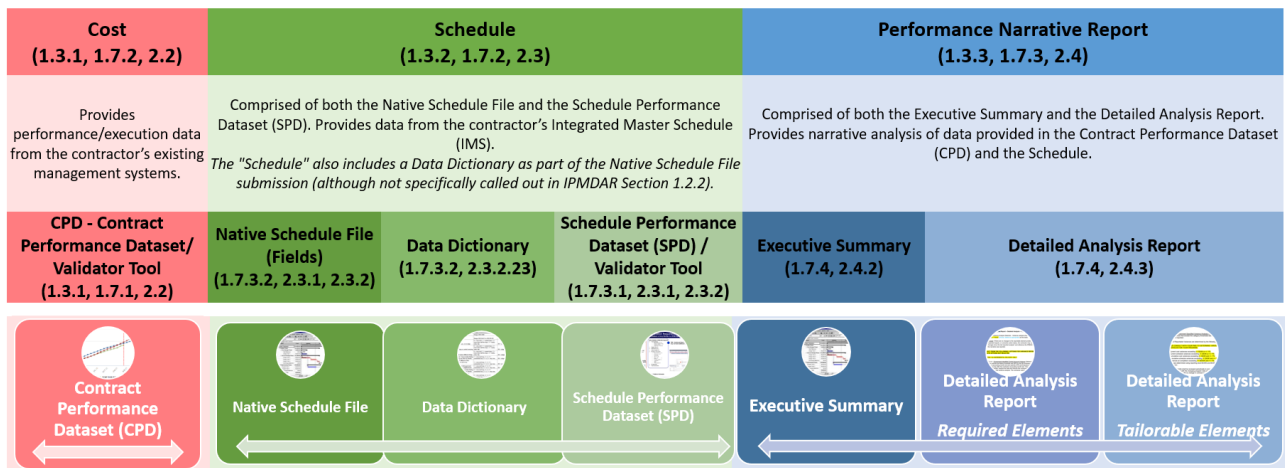 Cost
(1.3.1, 1.7.2, 2.2)
Schedule
(1.3.2, 1.7.2, 2.3)
Performance Narrative Report
(1.3.3, 1.7.3, 2.4)
Provides
performance/execution data
from the contractor's existing
management systems.
Comprised of both the Native Schedule File and the Schedule Performance
Dataset (SPD). Provides data from the contractor's Integrated Master Schedule
(IMS).
The "Schedule" also includes a Data Dictionary as part of the Native Schedule File
submission (although not specifically called out in IPMDAR Section 1.2.2).
Comprised of both the Executive Summary and the Detailed Analysis Report.
Provides narrative analysis of data provided in the Contract Performance Dataset
(CPD) and the Schedule.
CPD - Contract
Performance Dataset/
Validator Tool
(1.3.1, 1.7.1, 2.2)
Native Schedule File
(Fields)
(1.7.3.2, 2.3.1, 2.3.2)
Data Dictionary
(1.7.3.2, 2.3.2.23)
Schedule Performance
Dataset (SPD) /
Validator Tool
(1.7.3.1, 2.3.1, 2.3.2)
Executive Summary
(1.7.4, 2.4.2)
Detailed Analysis Report
(1.7.4, 2.4.3)
Contract
Performance
Dataset (CPD)
Native Schedule File
Data Dictionary
Schedule Performance
Dataset (SPD)
Executive Summary
Detailed Analysis
Report
Required Elements
Detailed Analysis
Report
Tailorable Elements